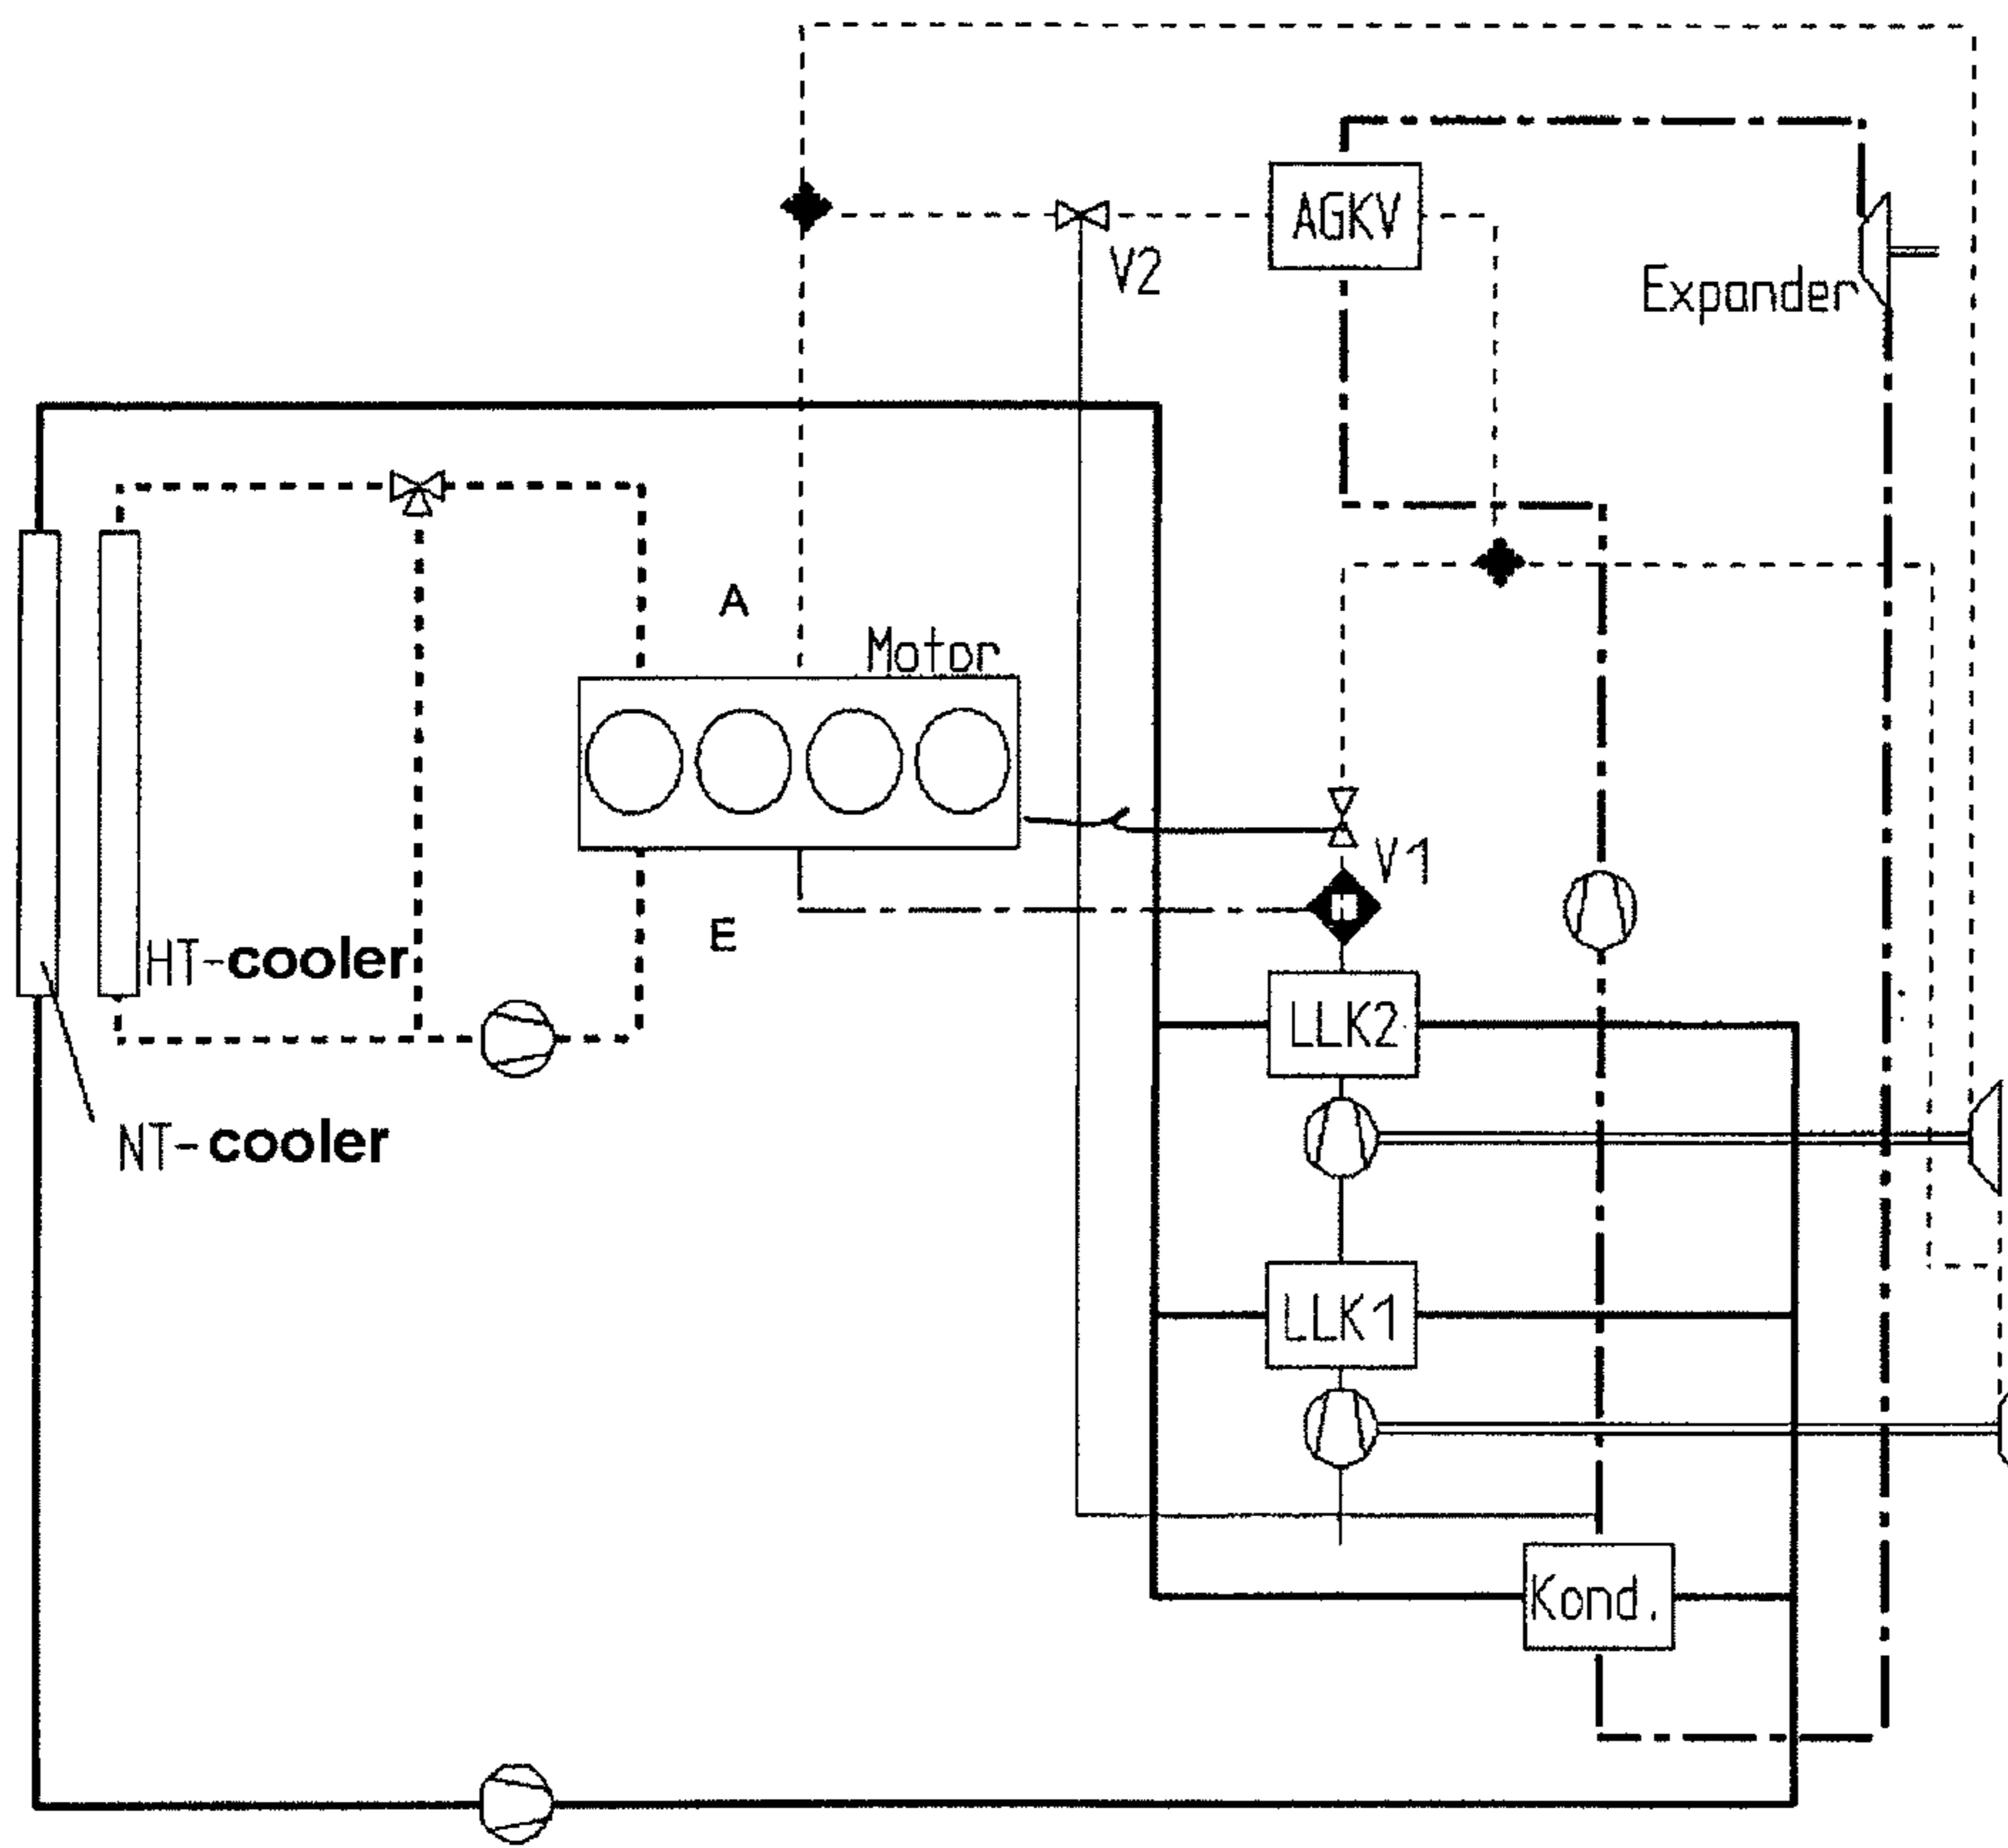 AGKV
V2
Expander
A
Motor
V1
M
E
HT-cooler
LLK2
NT-cooler
LLK1
Kond.